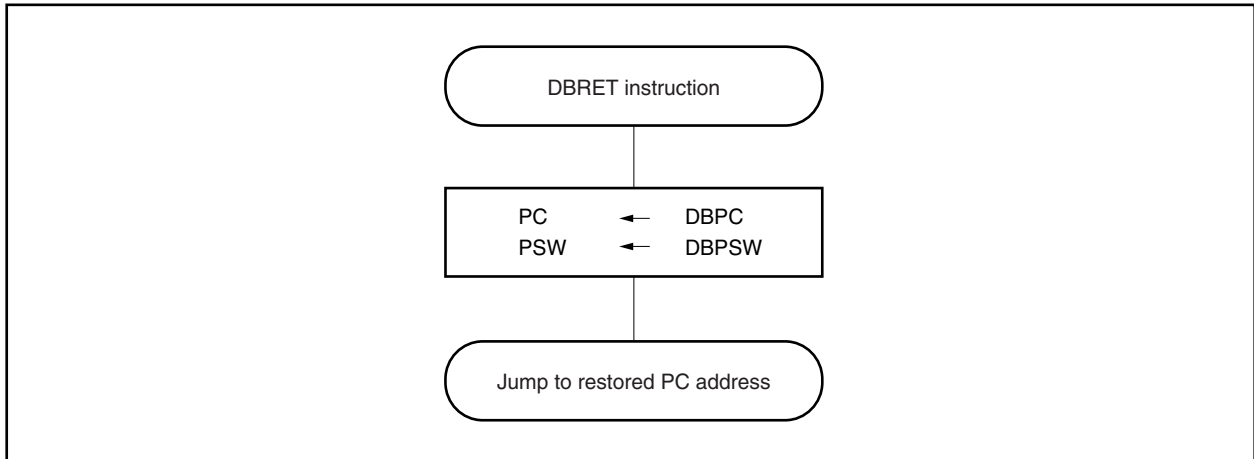 DBRET instruction
PC ← DBPC
PSW ← DBPSW
Jump to restored PC address